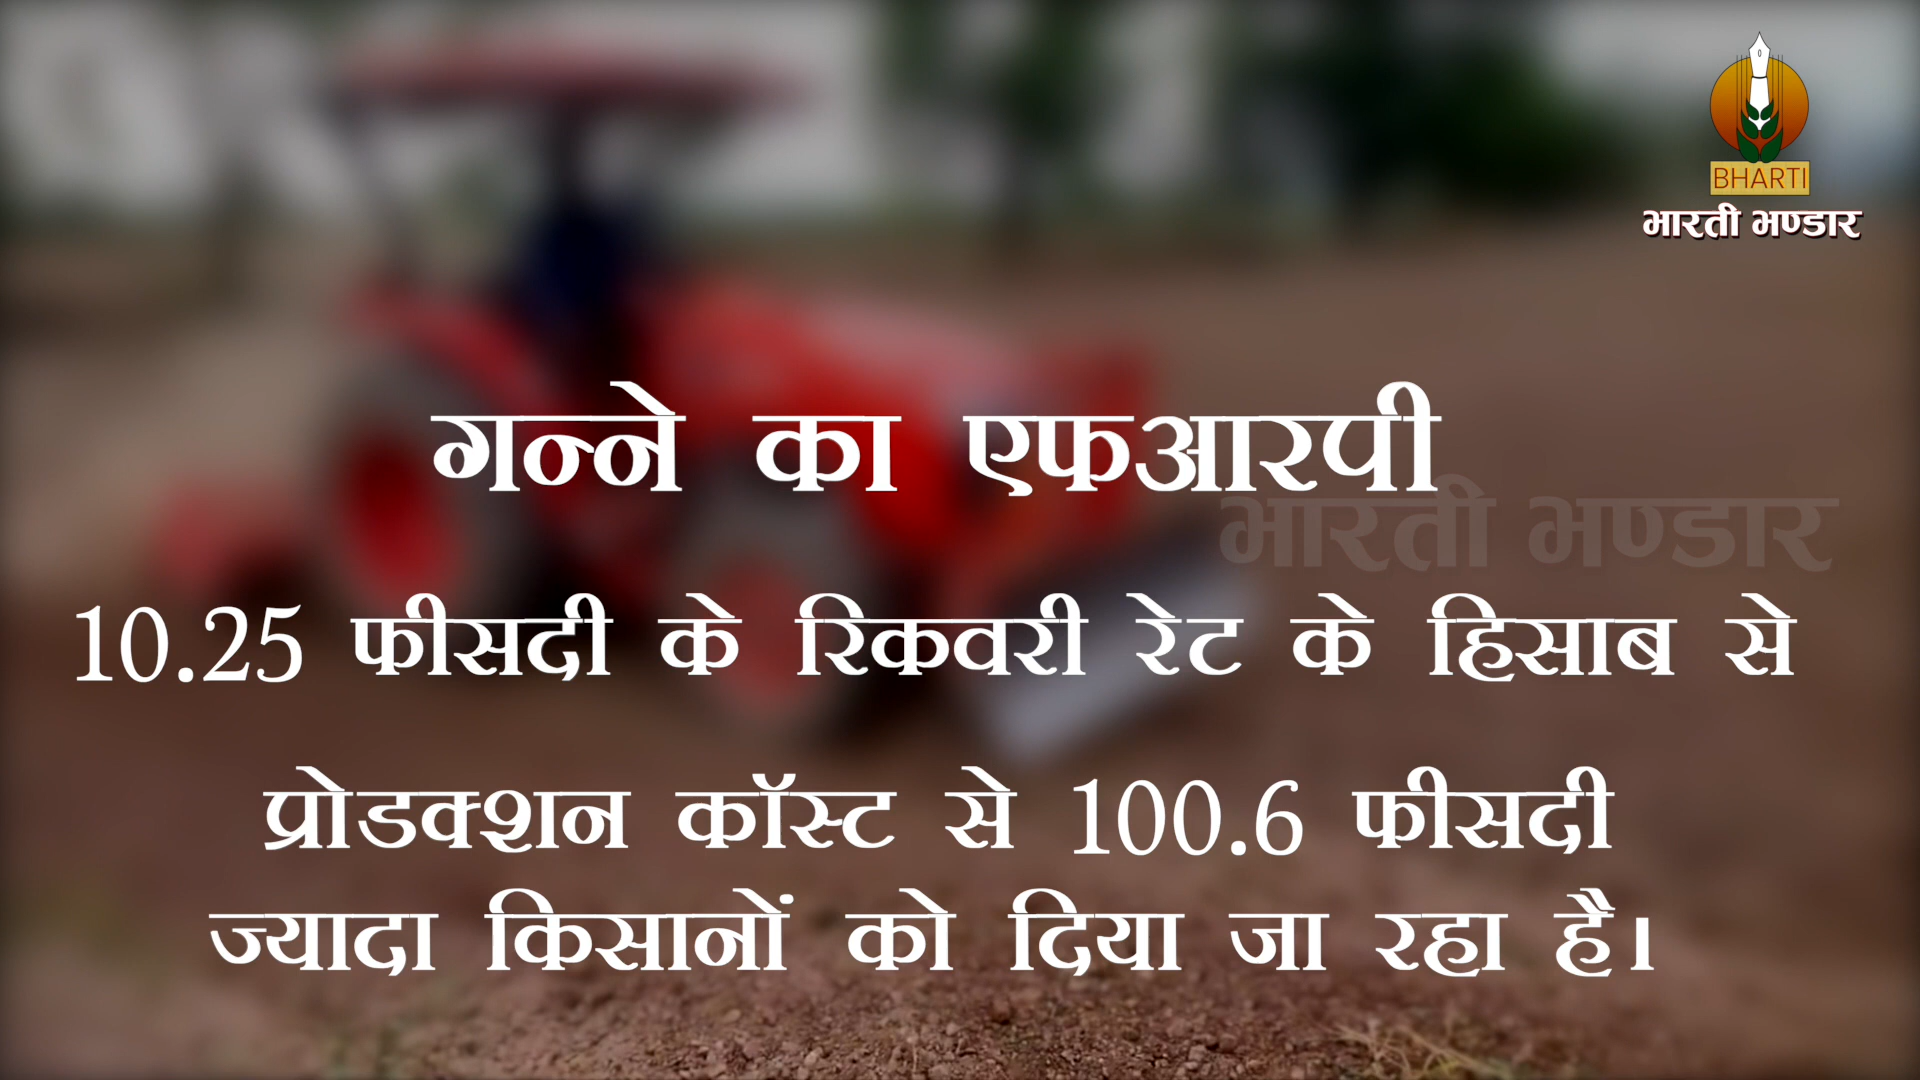 BHARTI
भारती भण्डार
गन्ने का एफआरपी
भारती भण्डार
10.25 फीसदी के रिकवरी रेट के हिसाब से
प्रोडक्शन कॉस्ट से 100.6 फीसदी
ज्यादा किसानों को दिया जा रहा है।